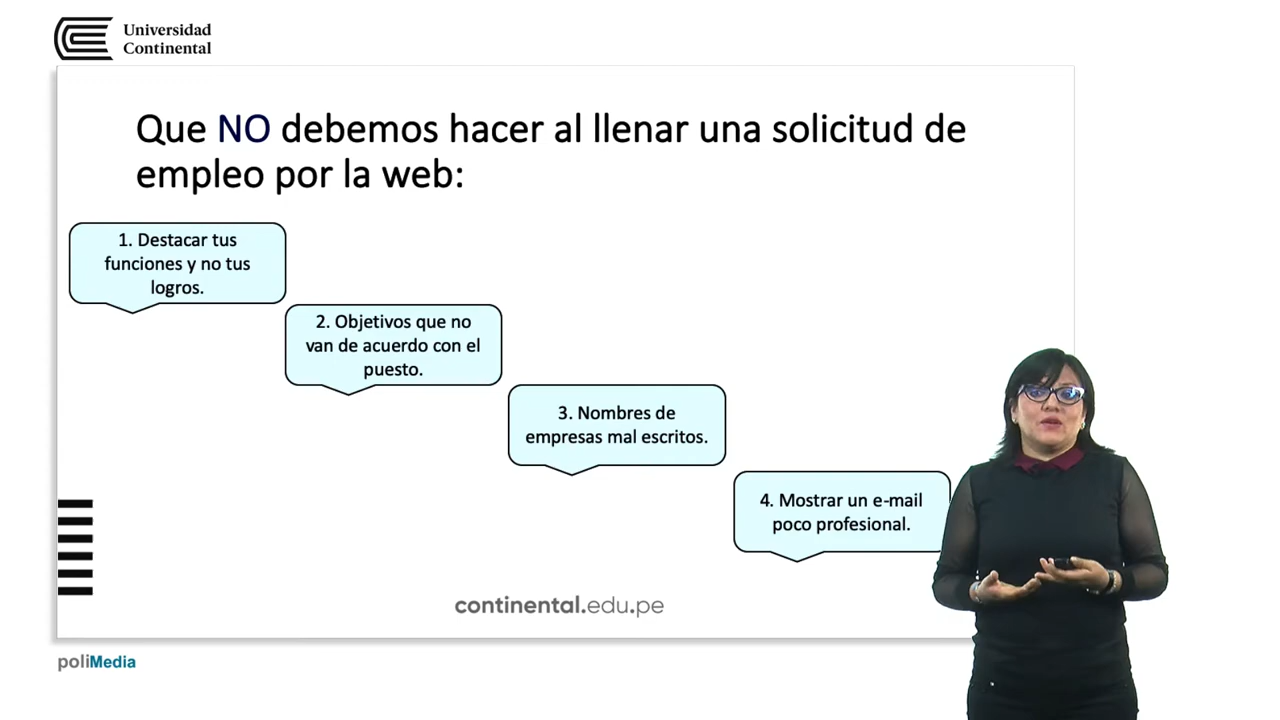 Universidad
Continental
Que NO debemos hacer al llenar una solicitud de
empleo por la web:
1. Destacar tus
funciones y no tus
logros.
2. Objetivos que no
van de acuerdo con el
puesto.
3. Nombres de
empresas mal escritos.
4. Mostrar un e-mail
poco profesional.
continental.edu.pe
poliMedia